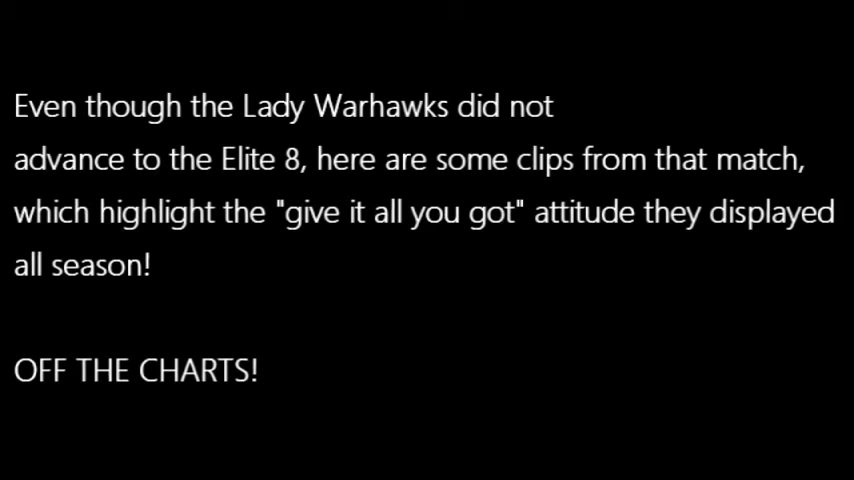 Even though the Lady Warhawks did not
advance to the Elite 8, here are some clips from that match,
which highlight the "give it all you got" attitude they displayed
all season!
OFF THE CHARTS!